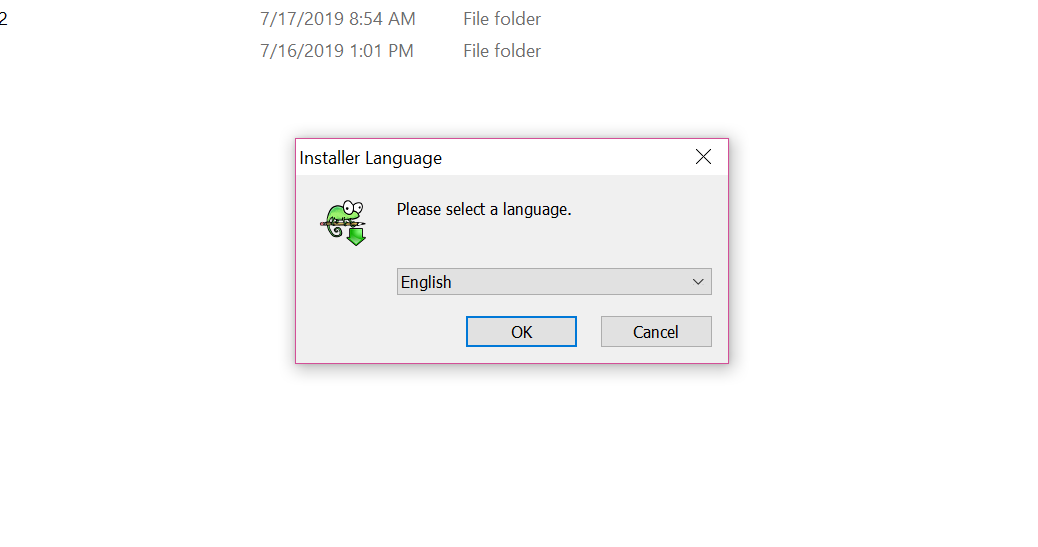 2 7/17/2019 8:54 AM File folder
7/16/2019 1:01 PM File folder
Installer Language
Please select a language.
English
OK Cancel